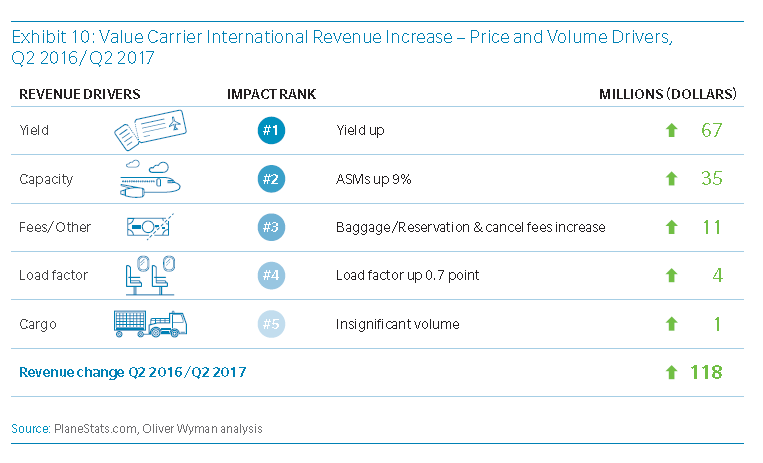 Exhibit 10: Value Carrier International Revenue Increase – Price and Volume Drivers,
Q2 2016/Q2 2017
REVENUE DRIVERS IMPACT RANK MILLIONS (DOLLARS)
Yield #1 Yield up 67
Capacity #2 ASMs up 9% 35
Fees/Other #3 Baggage/Reservation & cancel fees increase 11
Load factor #4 Load factor up 0.7 point 4
Cargo #5 Insignificant volume 1
Revenue change Q2 2016/Q2 2017 118
Source: PlaneStats.com, Oliver Wyman analysis